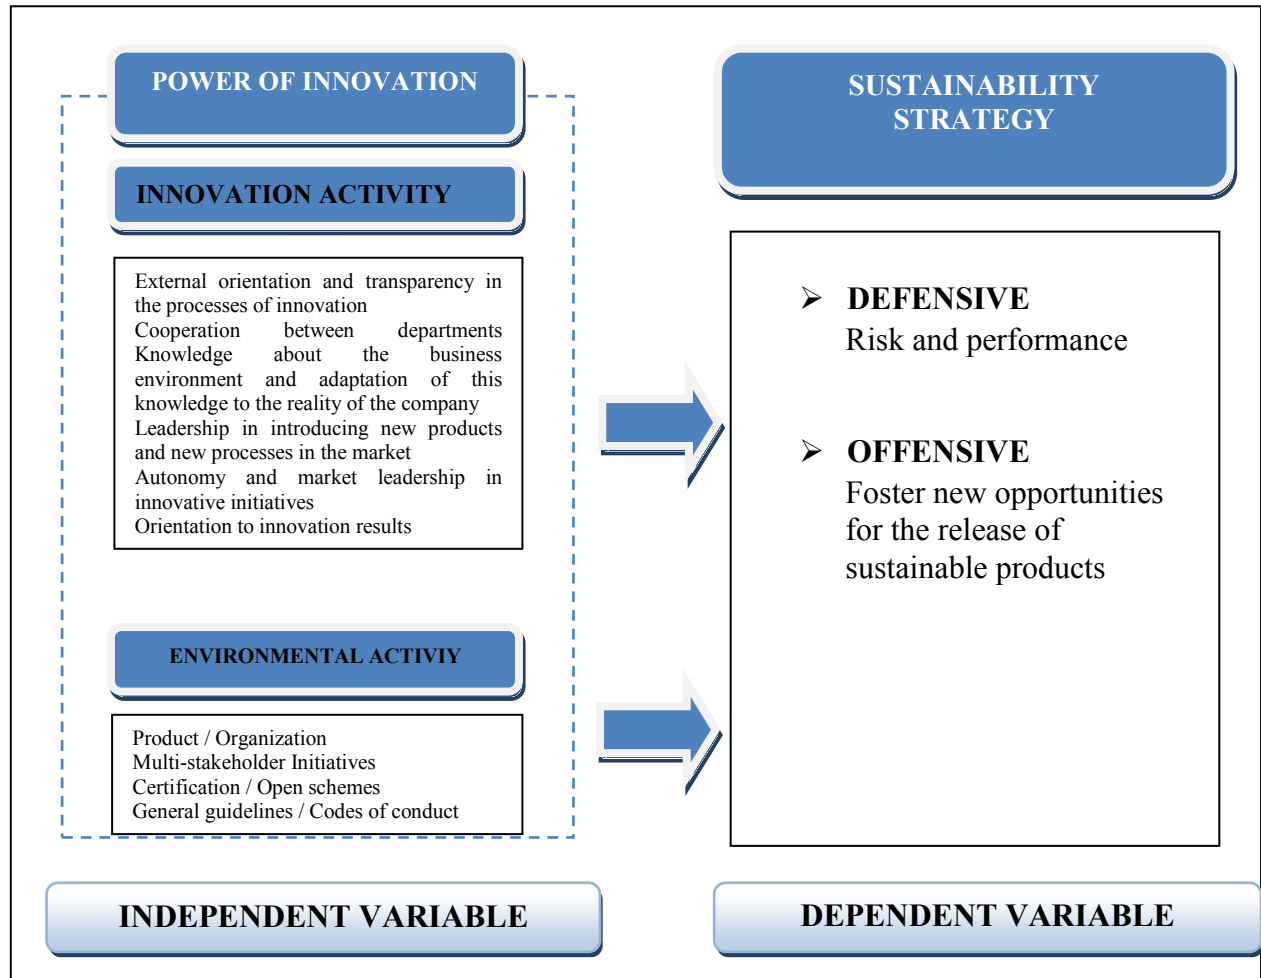 POWER OF INNOVATION
INNOVATION ACTIVITY
External orientation and transparency in
the processes of innovation
Cooperation between departments
Knowledge about the business
environment and adaptation of this
knowledge to the reality of the company
Leadership in introducing new products
and new processes in the market
Autonomy and market leadership in
innovative initiatives
Orientation to innovation results
ENVIRONMENTAL ACTIVIY
Product / Organization
Multi-stakeholder Initiatives
Certification / Open schemes
General guidelines / Codes of conduct
INDEPENDENT VARIABLE
SUSTAINABILITY
STRATEGY
➢ DEFENSIVE
Risk and performance
➢ OFFENSIVE
Foster new opportunities
for the release of
sustainable products
DEPENDENT VARIABLE